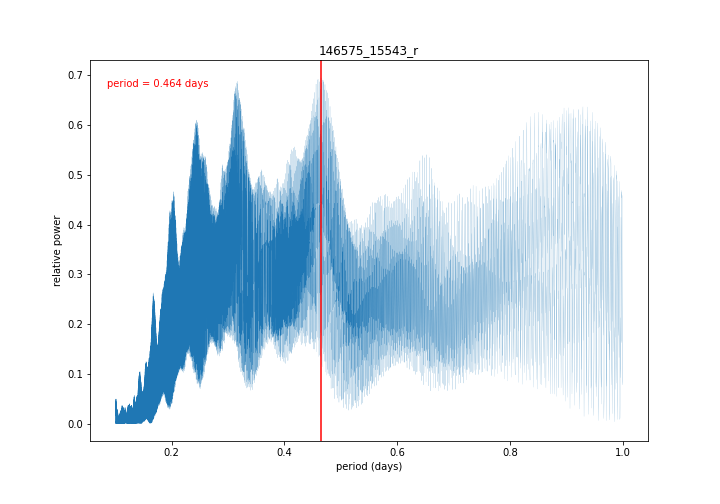 146575_15543_r
period = 0.464 days
0.7
0.6
0.5
0.4
0.3
0.2
0.1
0.0
relative power
0.2 0.4 0.6 0.8 1.0
period (days)